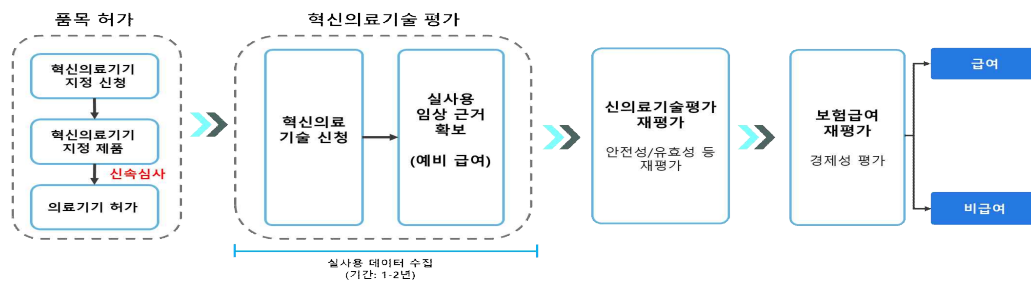 품목 허가
혁신의료기기
지정 신청
혁신의료기기
지정 제품
신속심사
의료기기 허가
혁신의료기술 평가
혁신의료
기술 신청
실사용
임상 근거
확보
(예비 급여)
실사용 데이터 수집
(기간: 1-2년)
신의료기술평가
재평가
안전성/유효성 등
재평가
보험급여
재평가
경제성 평가
급여
비급여